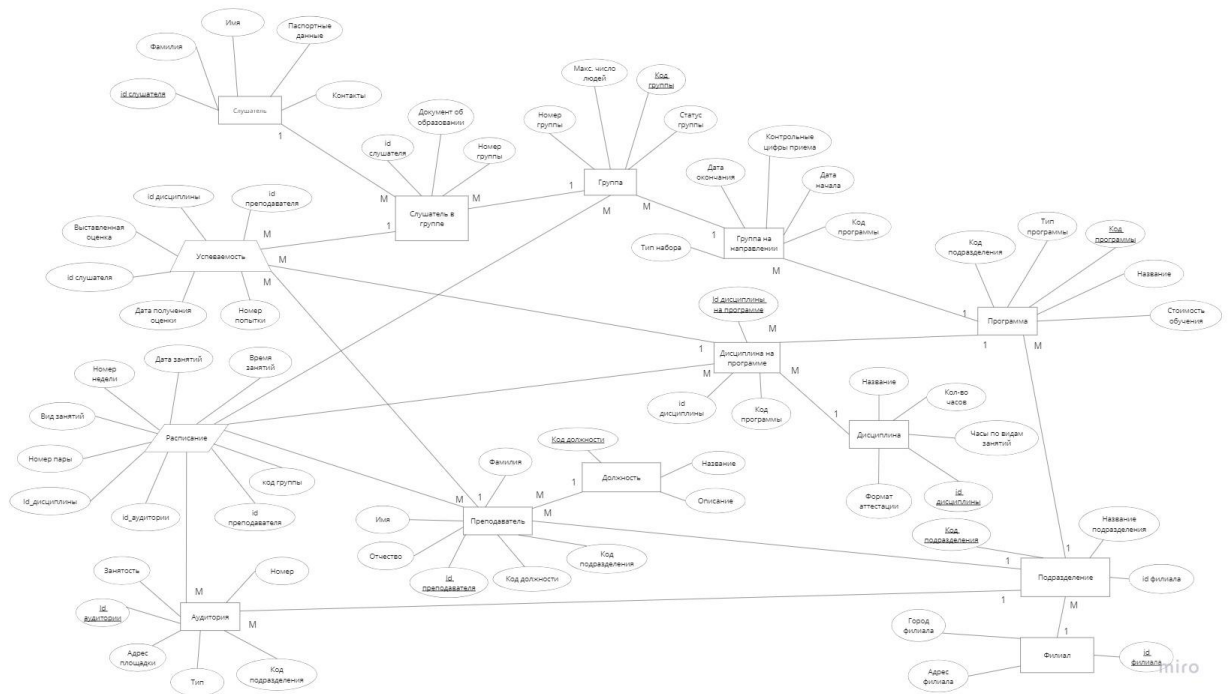 Имя
Паспортные
данные
Фамилия
id слушателя
Слушатель
Контакты
1
Макс. число
людей
Код
группы
Номер
группы
Статус
группы
Документ об
образовании
id
слушателя
Номер
группы
Контрольные
цифры приема
Дата
окончания
Дата
начала
Группа
1
M
M
M
M
Слушатель в
группе
M
1
id дисциплины
id
преподавателя
Выставленная
оценка
M
Успеваемость
M
M
id слушателя
Дата получения
оценки
Номер
попытки
Тип набора
1
Группа на
направлении
M
Код
программы
Тип
программы
Код
подразделения
Код
программы
Название
Стоимость
обучения
1
Программа
1
M
Id дисциплины
на программе
M
1
Дисциплина на
программе
M
M
id
дисциплины
Код
программы
Название
Кол-во
часов
1
Дисциплина
Часы по видам
занятий
Формат
аттестации
id
дисциплины
Дата занятий
Время
занятий
Номер
недели
Вид занятий
Расписание
Номер пары
Id_дисциплины
id_аудитории
id
преподавателя
код группы
Код должности
Фамилия
Название
1
Должность
Описание
M
1
M
M
Преподаватель
Имя
Отчество
id
преподавателя
Код должности
Код
подразделения
Код
подразделения
Название
подразделения
1
1
Подразделение
id филиала
1
M
Занятость
Номер
M
Id
аудитории
Аудитория
M
Адрес
площадки
Тип
Код
подразделения
Город
филиала
1
Филиал
id
филиала
Адрес
филиала
miro